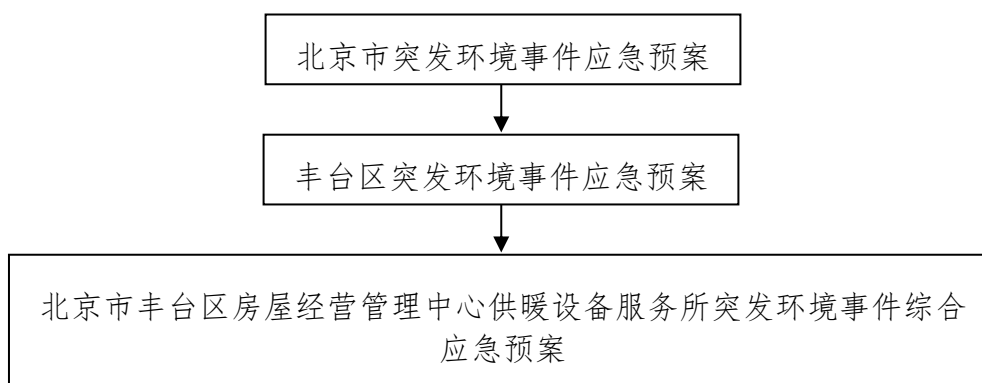 北京市突发环境事件应急预案
丰台区突发环境事件应急预案
北京市丰台区房屋经营管理中心供暖设备服务所突发环境事件综合
应急预案